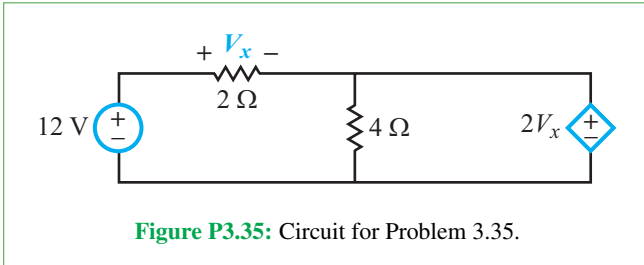 + Vₓ −
2 Ω
12 V
+
−
4 Ω
2Vₓ
+
−
Figure P3.35: Circuit for Problem 3.35.